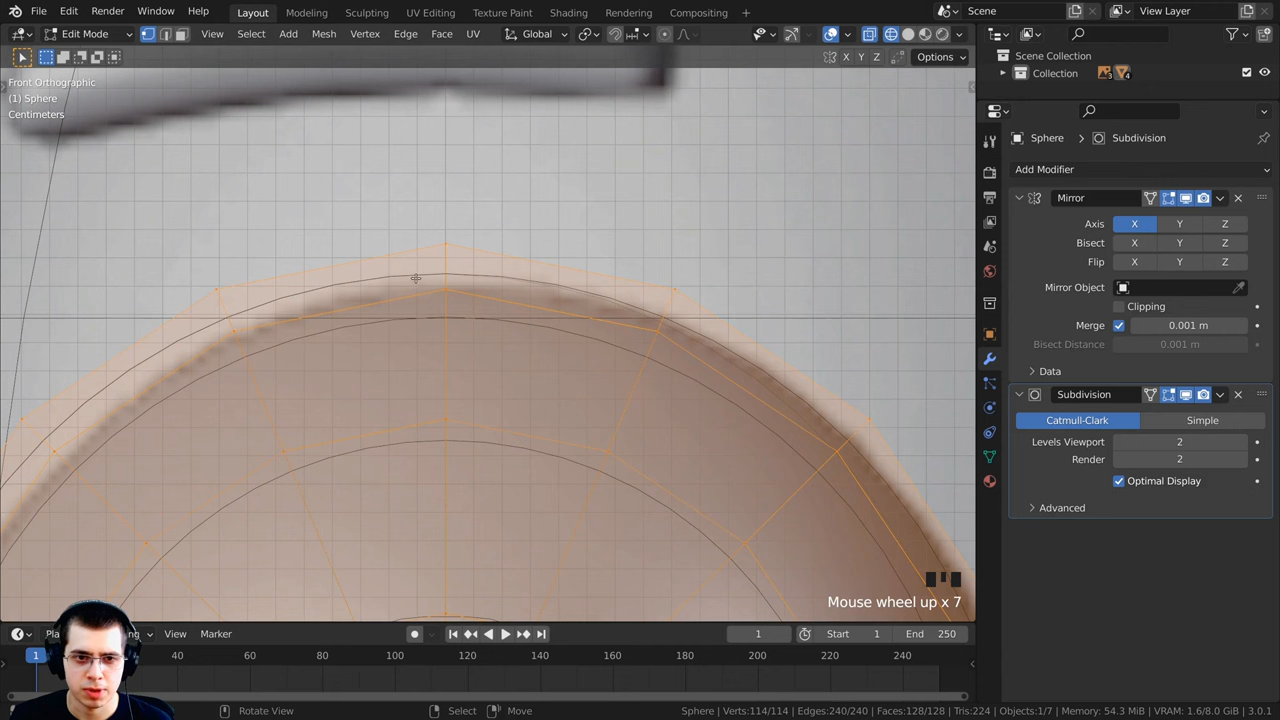 File Edit Render Window Help
Layout Modeling Sculpting UV Editing Texture Paint Shading Rendering Compositing
Scene
View Layer
Edit Mode
View Select Add Mesh Vertex Edge Face UV
Global
X Y Z
Options
Front Orthographic
(1) Sphere
Centimeters
Scene Collection
Collection
3
4
Sphere > Subdivision
Add Modifier
Mirror
Axis X Y Z
Bisect X Y Z
Flip X Y Z
Mirror Object
Clipping
Merge 0.001 m
Bisect Distance 0.001 m
Data
Subdivision
Catmull-Clark Simple
Levels Viewport 2
Render 2
Optimal Display
Advanced
Mouse wheel up x 7
View Marker
1
Start 1
End 250
1 40 60 80 100 120 140 160 180 200 220 240
Rotate View
Select
Move
Sphere | Verts:114/114 | Edges:240/240 | Faces:128/128 | Tris:224 | Objects:1/7 | Memory: 54.3 MiB | VRAM: 1.6/8.0 GiB | 3.0.1